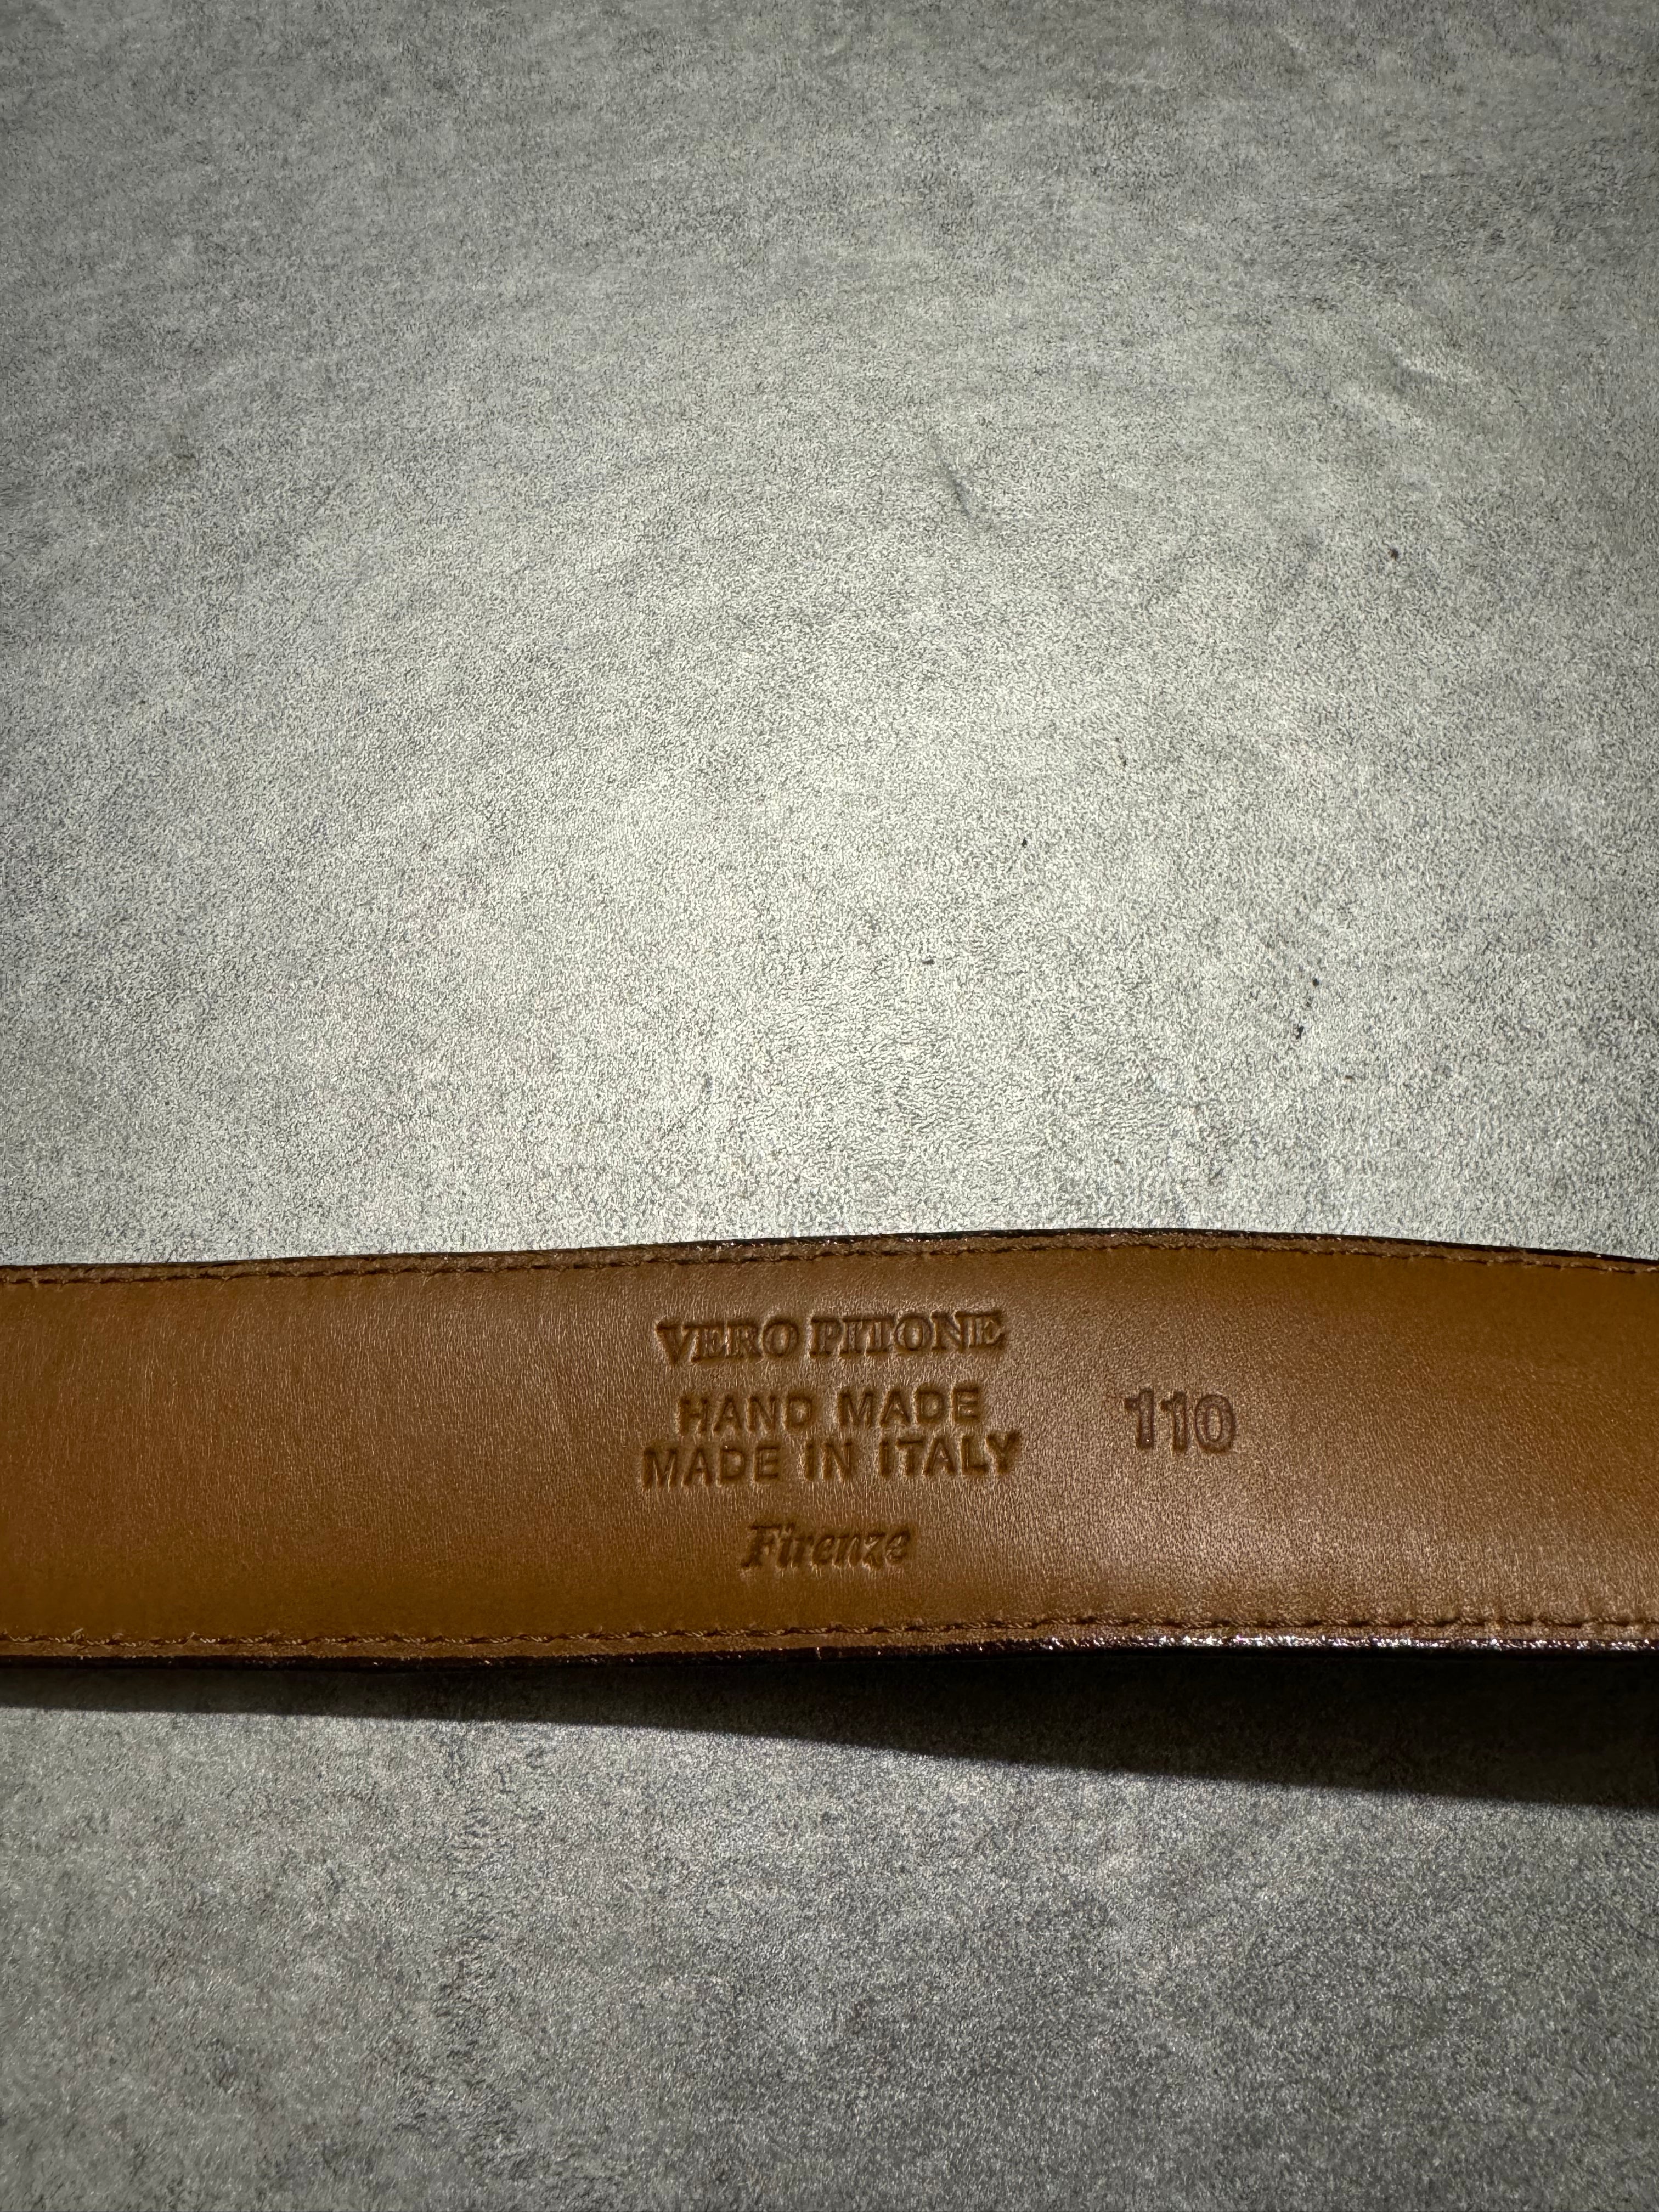 VERO PITONE
HAND MADE
MADE IN ITALY
110
Firenze